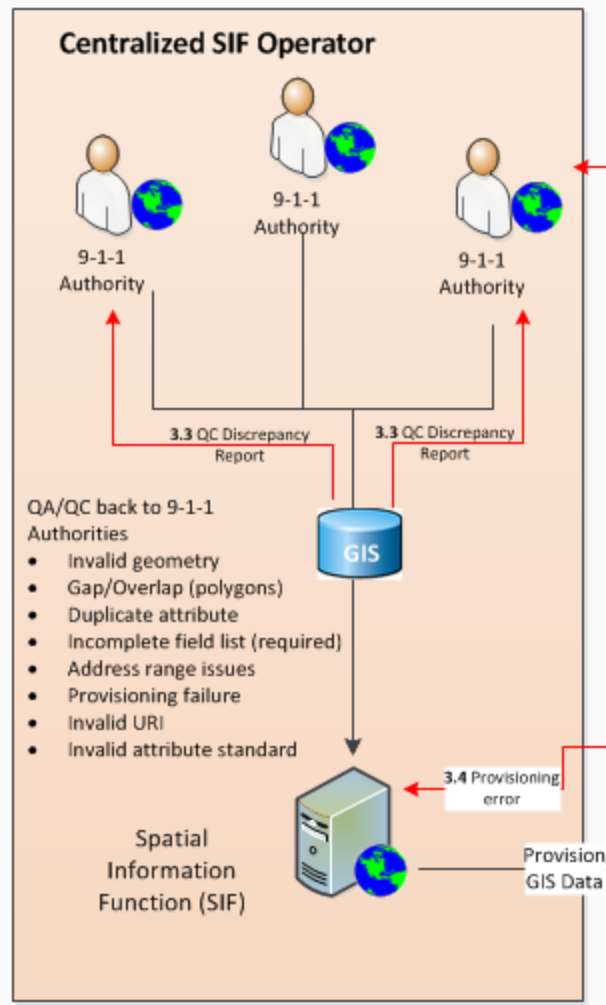 Centralized SIF Operator
9-1-1
Authority
9-1-1
Authority
9-1-1
Authority
3.3 QC Discrepancy
Report
3.3 QC Discrepancy
Report
QA/QC back to 9-1-1
Authorities
• Invalid geometry
• Gap/Overlap (polygons)
• Duplicate attribute
• Incomplete field list (required)
• Address range issues
• Provisioning failure
• Invalid URI
• Invalid attribute standard
GIS
3.4 Provisioning
error
Spatial
Information
Function (SIF)
Provision
GIS Data